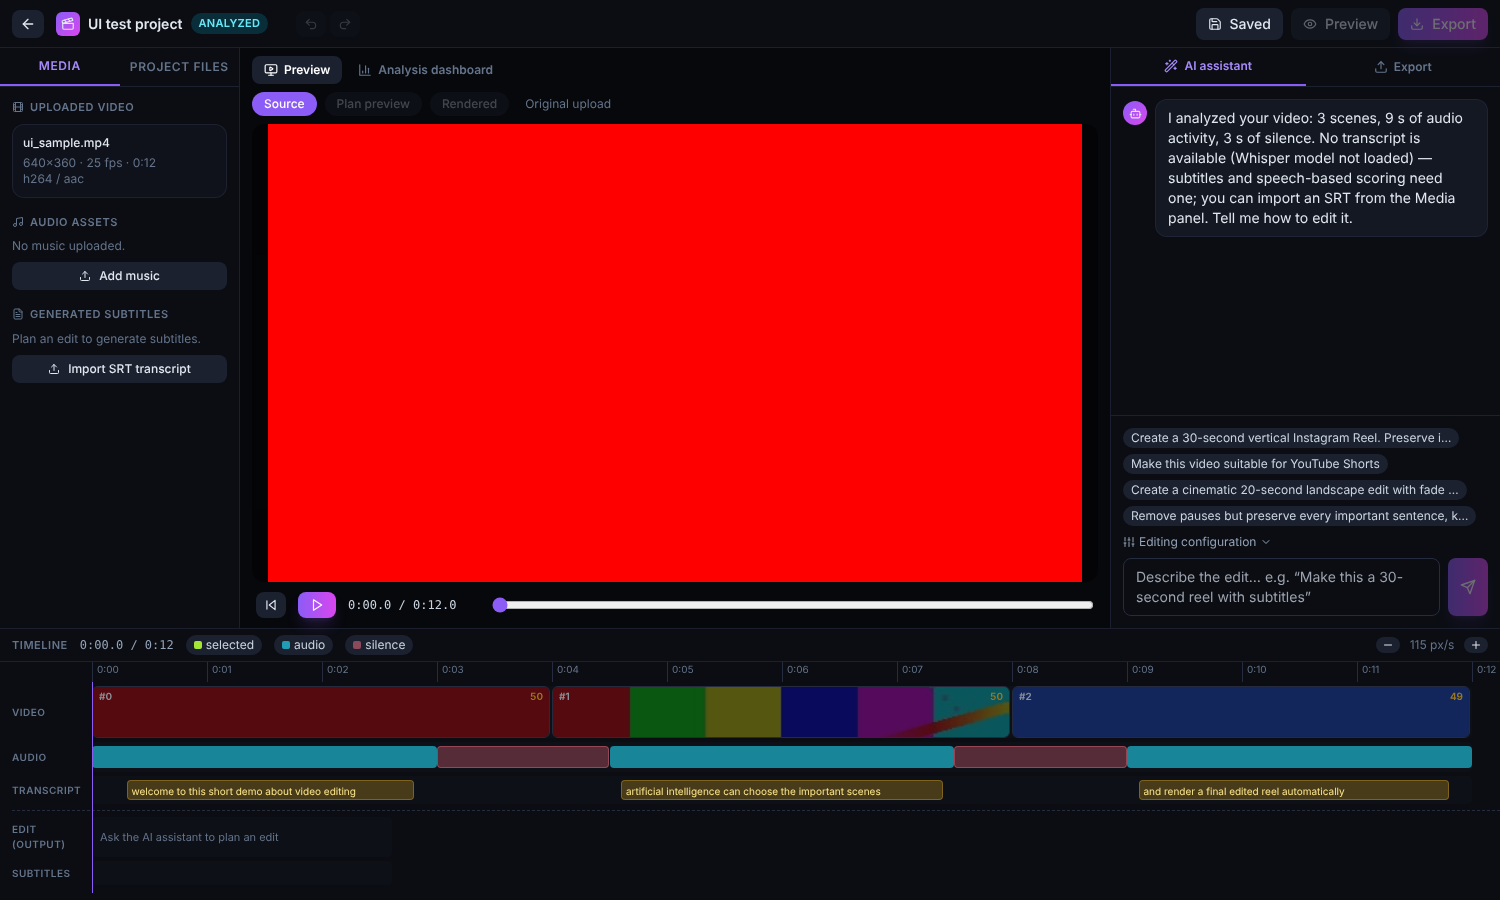 UI test project
ANALYZED
Saved
Preview
Export
MEDIA
PROJECT FILES
UPLOADED VIDEO
ui_sample.mp4
640×360 · 25 fps · 0:12
h264 / aac
AUDIO ASSETS
No music uploaded.
Add music
GENERATED SUBTITLES
Plan an edit to generate subtitles.
Import SRT transcript
Preview
Analysis dashboard
Source
Plan preview
Rendered
Original upload
0:00.0 / 0:12.0
AI assistant
Export
I analyzed your video: 3 scenes, 9 s of audio
activity, 3 s of silence. No transcript is
available (Whisper model not loaded) —
subtitles and speech-based scoring need
one; you can import an SRT from the Media
panel. Tell me how to edit it.
Create a 30-second vertical Instagram Reel. Preserve i...
Make this video suitable for YouTube Shorts
Create a cinematic 20-second landscape edit with fade ...
Remove pauses but preserve every important sentence, k...
Editing configuration
Describe the edit... e.g. “Make this a 30-
second reel with subtitles”
TIMELINE
0:00.0 / 0:12
selected
audio
silence
115 px/s
0:00
0:01
0:02
0:03
0:04
0:05
0:06
0:07
0:08
0:09
0:10
0:11
0:12
VIDEO
#0
50
#1
50
#2
49
AUDIO
TRANSCRIPT
welcome to this short demo about video editing
artificial intelligence can choose the important scenes
and render a final edited reel automatically
EDIT
(OUTPUT)
Ask the AI assistant to plan an edit
SUBTITLES